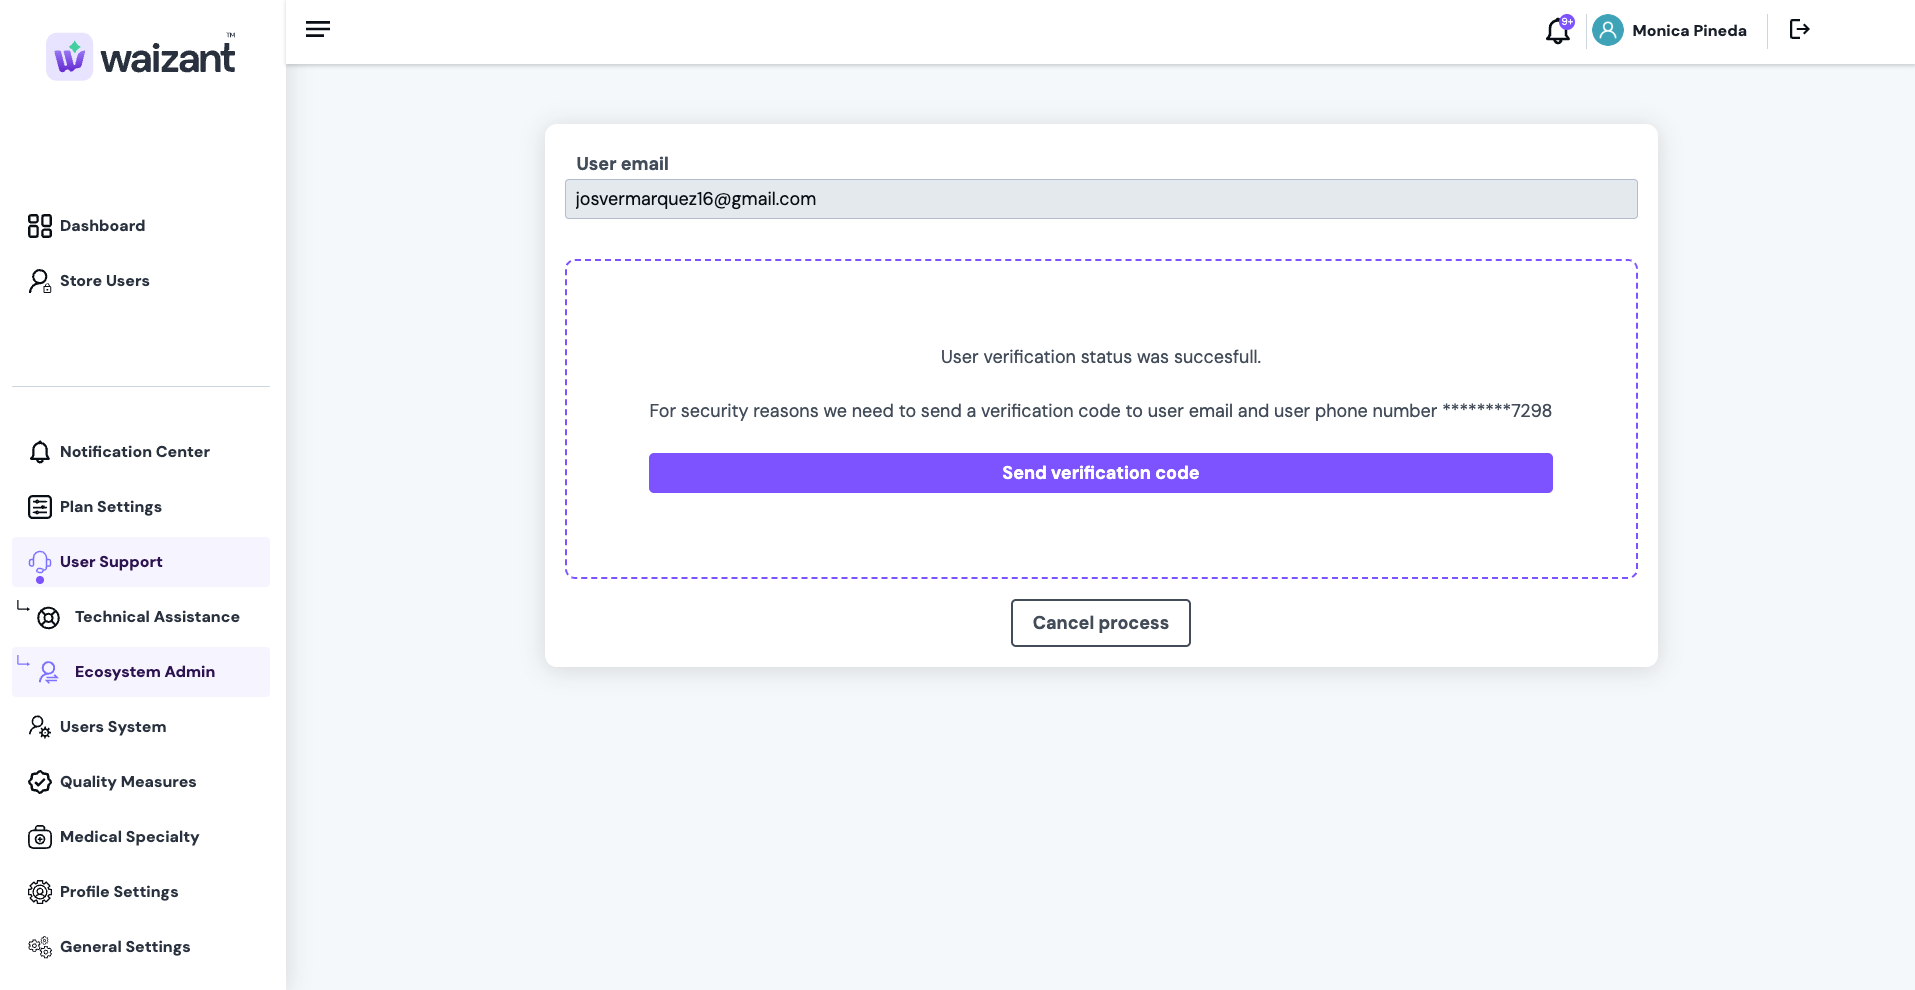 waizant™
9+
Monica Pineda
Dashboard
Store Users
Notification Center
Plan Settings
User Support
Technical Assistance
Ecosystem Admin
Users System
Quality Measures
Medical Specialty
Profile Settings
General Settings
User email
josvermarquez16@gmail.com
User verification status was succesfull.
For security reasons we need to send a verification code to user email and user phone number ********7298
Send verification code
Cancel process